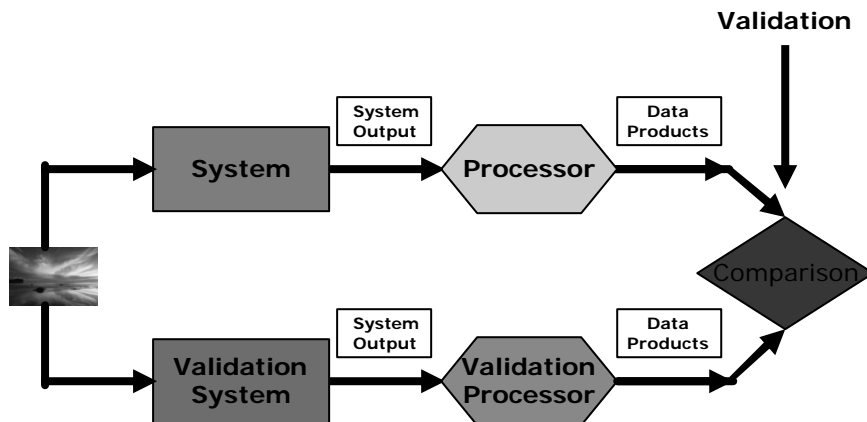 Validation
System
Output
Data
Products
System
Processor
Comparison
System
Output
Data
Products
Validation
System
Validation
Processor